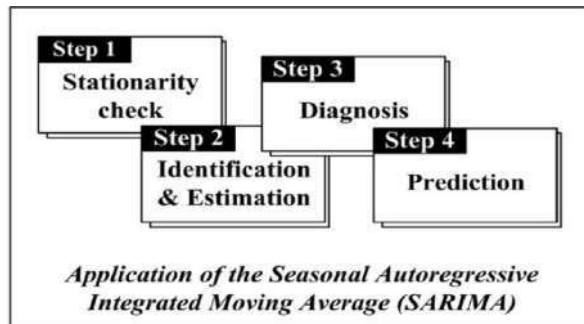 Step 1
Stationarity
check
Step 2
Identification
& Estimation
Step 3
Diagnosis
Step 4
Prediction
Application of the Seasonal Autoregressive
Integrated Moving Average (SARIMA)